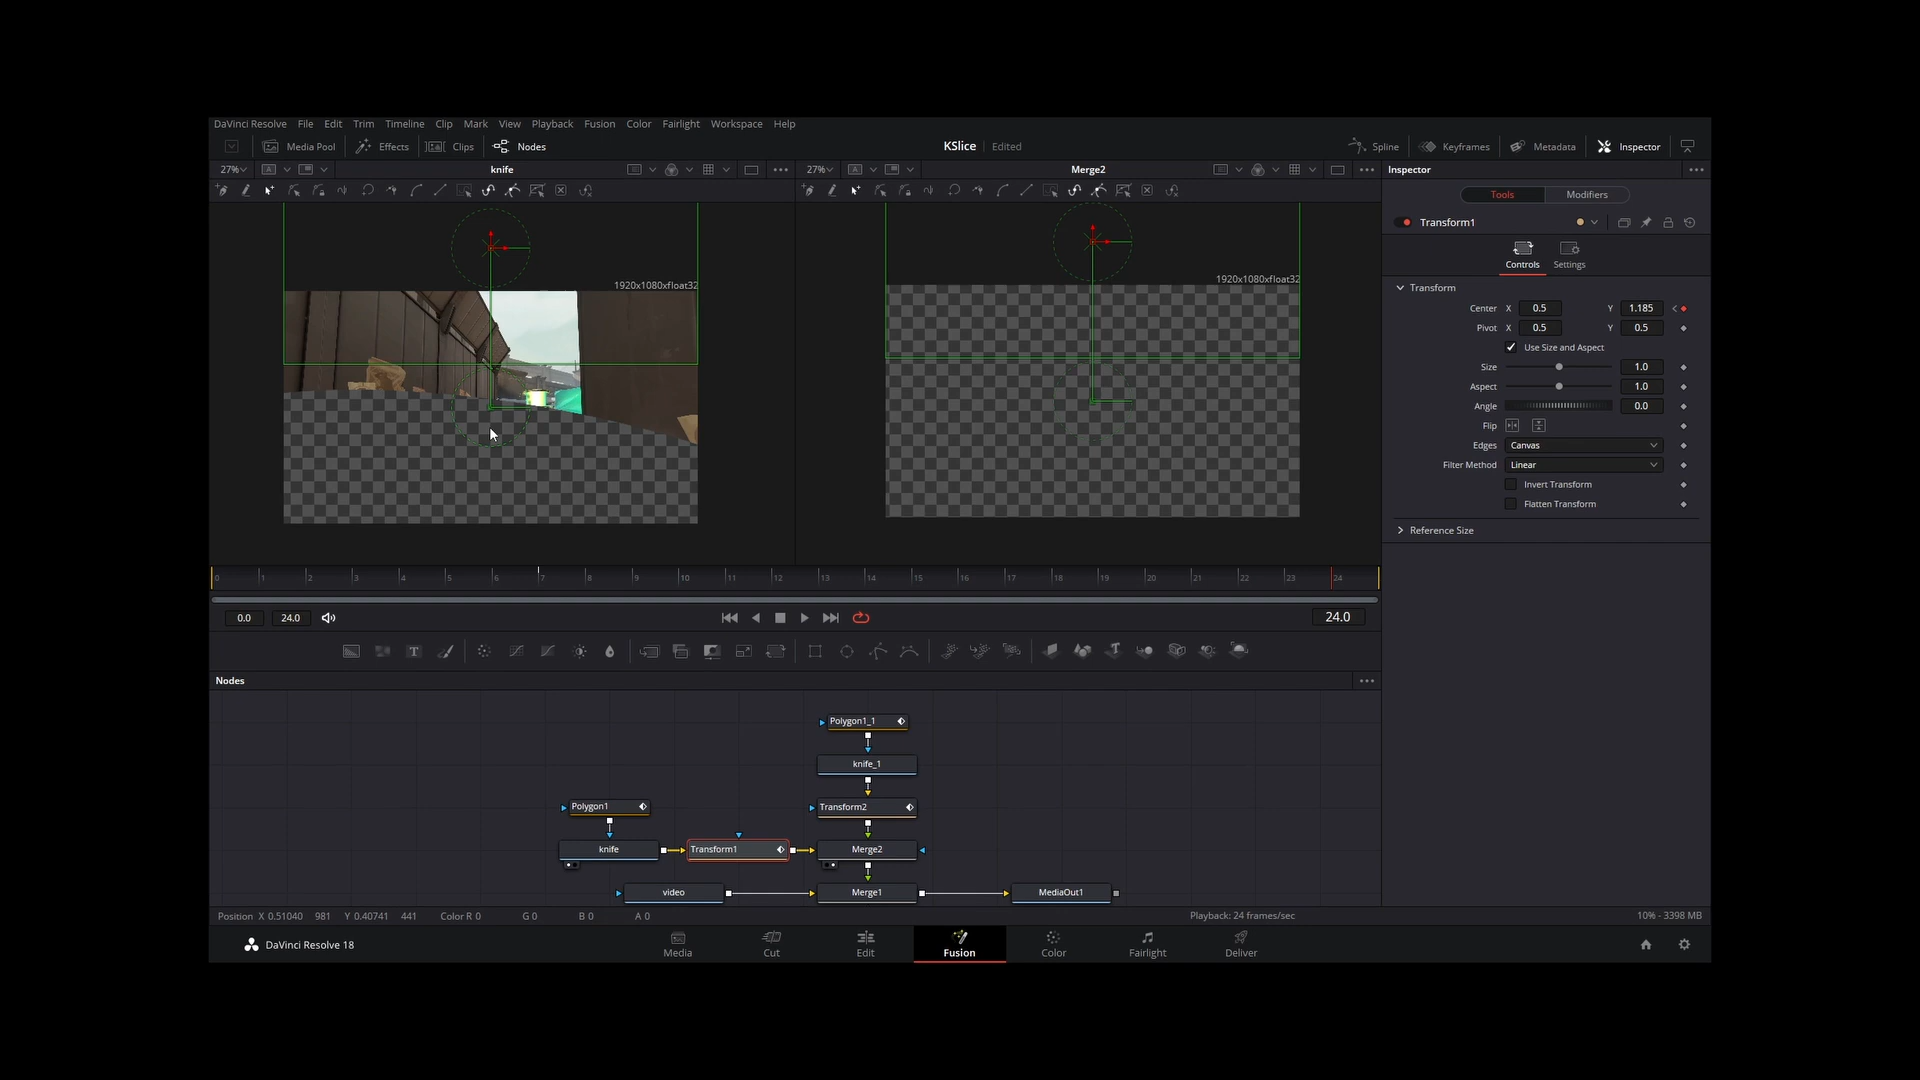 DaVinci Resolve File Edit Trim Timeline Clip Mark View Playback Fusion Color Fairlight Workspace Help
Media Pool Effects Clips Nodes KSlice Edited Spline Keyframes Metadata Inspector
27% knife 27% Merge2 Inspector
Tools Modifiers
Transform1
Controls Settings
1920x1080xfloat32 1920x1080xfloat32
Transform
Center X 0.5 Y 1.185
Pivot X 0.5 Y 0.5
Use Size and Aspect
Size 1.0
Aspect 1.0
Angle 0.0
Flip
Edges Canvas
Filter Method Linear
Invert Transform
Flatten Transform
Reference Size
0 1 2 3 4 5 6 7 8 9 10 11 12 13 14 15 16 17 18 19 20 21 22 23 24
0.0 24.0 24.0
T
Nodes
Polygon1_1
knife_1
Polygon1 Transform2
knife Transform1 Merge2
video Merge1 MediaOut1
Position X 0.51040 981 Y 0.40741 441 Color R 0 G 0 B 0 A 0 Playback: 24 frames/sec 10% - 3398 MB
DaVinci Resolve 18 Media Cut Edit Fusion Color Fairlight Deliver